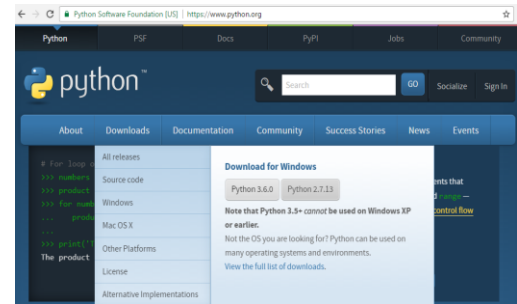 Python Software Foundation [US] | https://www.python.org
Python PSF Docs PyPI Jobs Community
python™
Search GO Socialize Sign In
About Downloads Documentation Community Success Stories News Events
# For loop o
>>> numbers
>>> product
>>> for numb
... produ
...
>>> print('T
The product
All releases
Source code
Windows
Mac OS X
Other Platforms
License
Alternative Implementations
Download for Windows
Python 3.6.0 Python 2.7.13
Note that Python 3.5+ cannot be used on Windows XP
or earlier.
Not the OS you are looking for? Python can be used on
many operating systems and environments.
View the full list of downloads.
ents that
range —
control flow